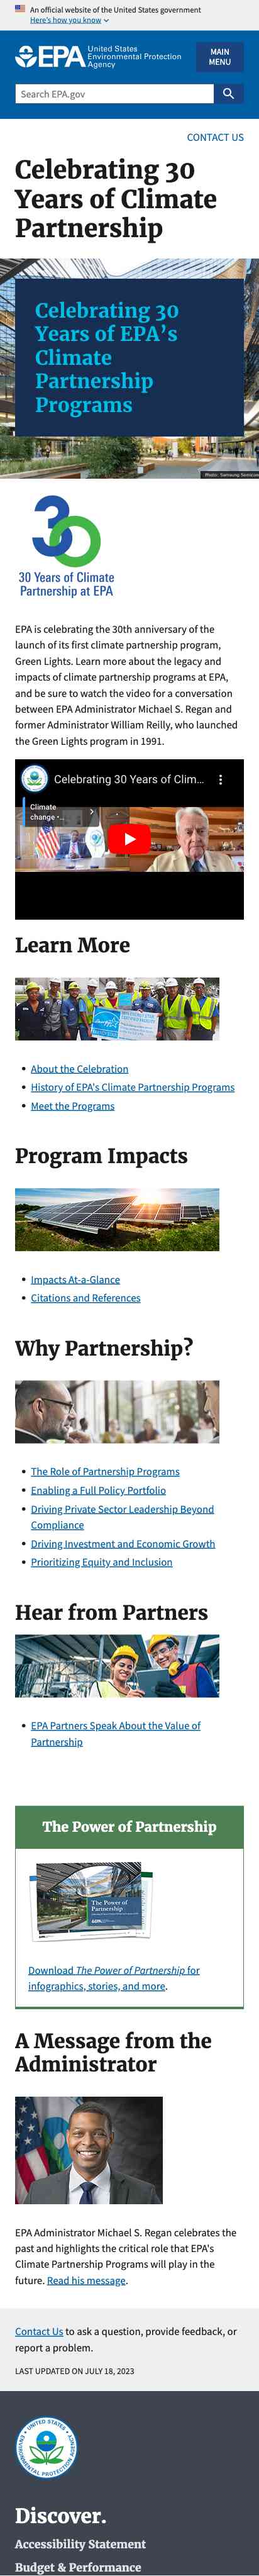 An official website of the United States government
Here's how you know
EPA United States
Environmental Protection
Agency
MAIN
MENU
Search EPA.gov
CONTACT US
Celebrating 30
Years of Climate
Partnership
Celebrating 30
Years of EPA's
Climate
Partnership
Programs
30
30 Years of Climate
Partnership at EPA
EPA is celebrating the 30th anniversary of the
launch of its first climate partnership program,
Green Lights. Learn more about the legacy and
impacts of climate partnership programs at EPA,
and be sure to watch the video for a conversation
between EPA Administrator Michael S. Regan and
former Administrator William Reilly, who launched
the Green Lights program in 1991.
Celebrating 30 Years of Clim...
Climate
change •...
Learn More
• About the Celebration
• History of EPA's Climate Partnership Programs
• Meet the Programs
Program Impacts
• Impacts At-a-Glance
• Citations and References
Why Partnership?
• The Role of Partnership Programs
• Enabling a Full Policy Portfolio
• Driving Private Sector Leadership Beyond
Compliance
• Driving Investment and Economic Growth
• Prioritizing Equity and Inclusion
Hear from Partners
• EPA Partners Speak About the Value of
Partnership
The Power of Partnership
The Power of
Partnership
Download The Power of Partnership for
infographics, stories, and more.
A Message from the
Administrator
EPA Administrator Michael S. Regan celebrates the
past and highlights the critical role that EPA's
Climate Partnership Programs will play in the
future. Read his message.
Contact Us to ask a question, provide feedback, or
report a problem.
LAST UPDATED ON JULY 18, 2023
UNITED STATES
ENVIRONMENTAL PROTECTION AGENCY
Discover.
Accessibility Statement
Budget & Performance